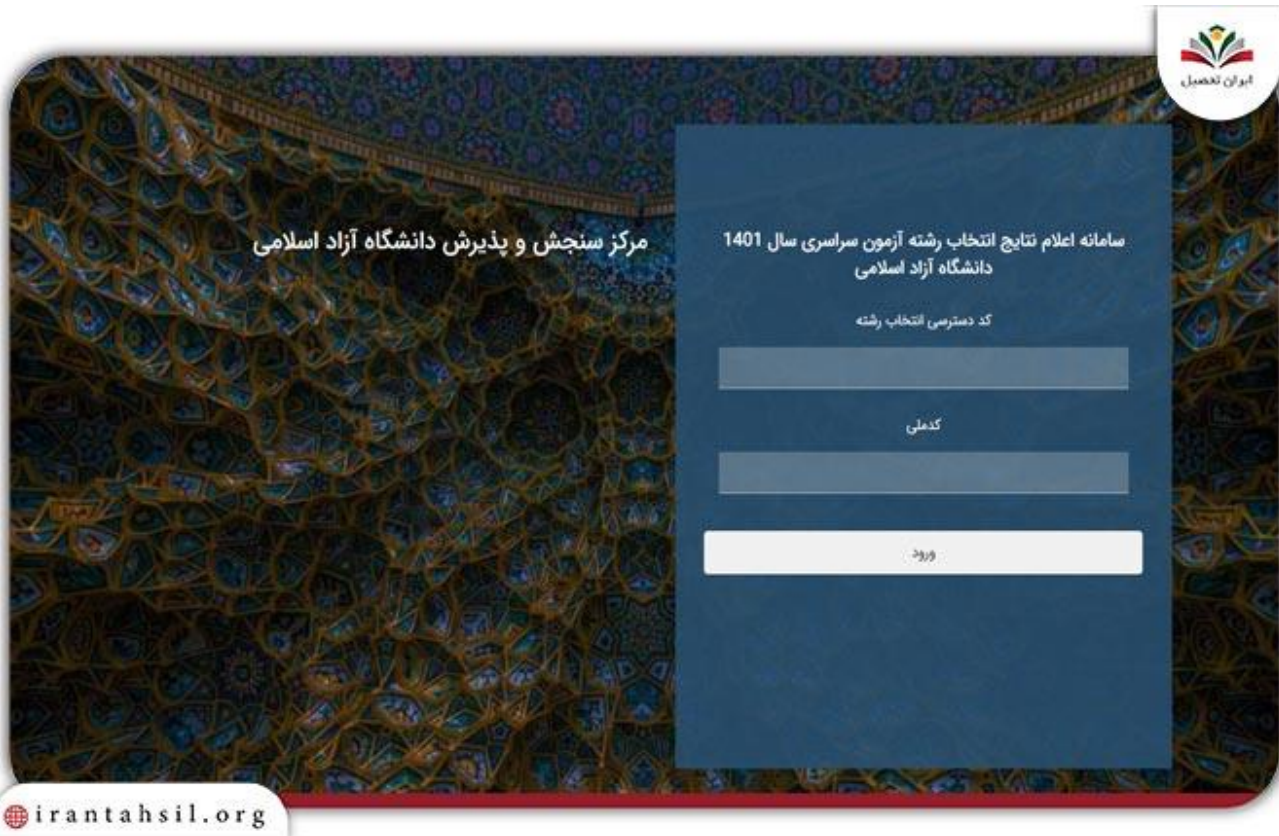 ایران تحصیل
سامانه اعلام نتایج انتخاب رشته آزمون سراسری سال 1401
دانشگاه آزاد اسلامی
مرکز سنجش و پذیرش دانشگاه آزاد اسلامی
کد دسترسی انتخاب رشته
کدملی
ورود
irantahsil.org